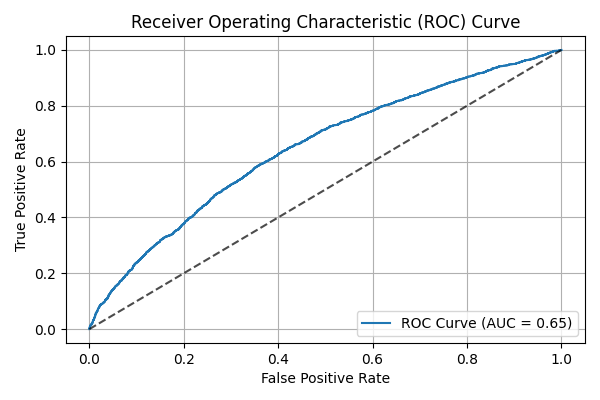 Receiver Operating Characteristic (ROC) Curve
True Positive Rate
1.0
0.8
0.6
0.4
0.2
0.0
ROC Curve (AUC = 0.65)
0.0 0.2 0.4 0.6 0.8 1.0
False Positive Rate